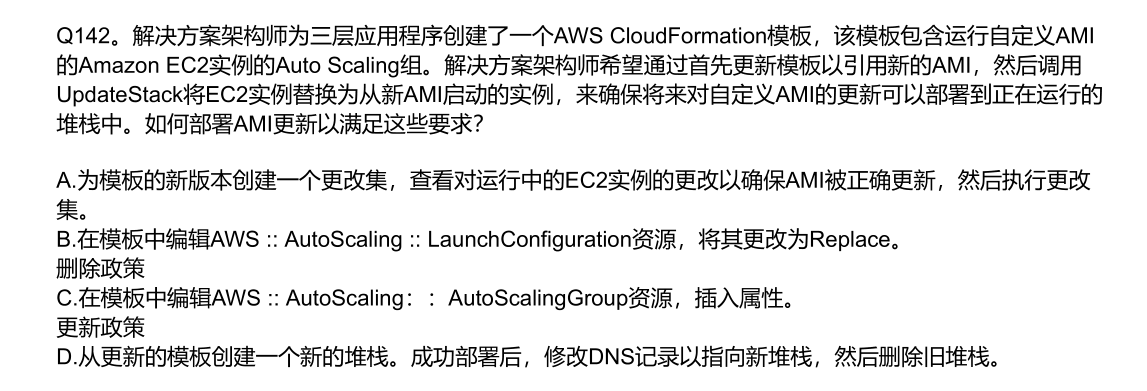 Q142。解决方案架构师为三层应用程序创建了一个AWS CloudFormation模板，该模板包含运行自定义AMI
的Amazon EC2实例的Auto Scaling组。解决方案架构师希望通过首先更新模板以引用新的AMI，然后调用
UpdateStack将EC2实例替换为从新AMI启动的实例，来确保将来对自定义AMI的更新可以部署到正在运行的
堆栈中。如何部署AMI更新以满足这些要求？
A.为模板的新版本创建一个更改集，查看对运行中的EC2实例的更改以确保AMI被正确更新，然后执行更改
集。
B.在模板中编辑AWS :: AutoScaling :: LaunchConfiguration资源，将其更改为Replace。
删除政策
C.在模板中编辑AWS :: AutoScaling：：AutoScalingGroup资源，插入属性。
更新政策
D.从更新的模板创建一个新的堆栈。成功部署后，修改DNS记录以指向新堆栈，然后删除旧堆栈。